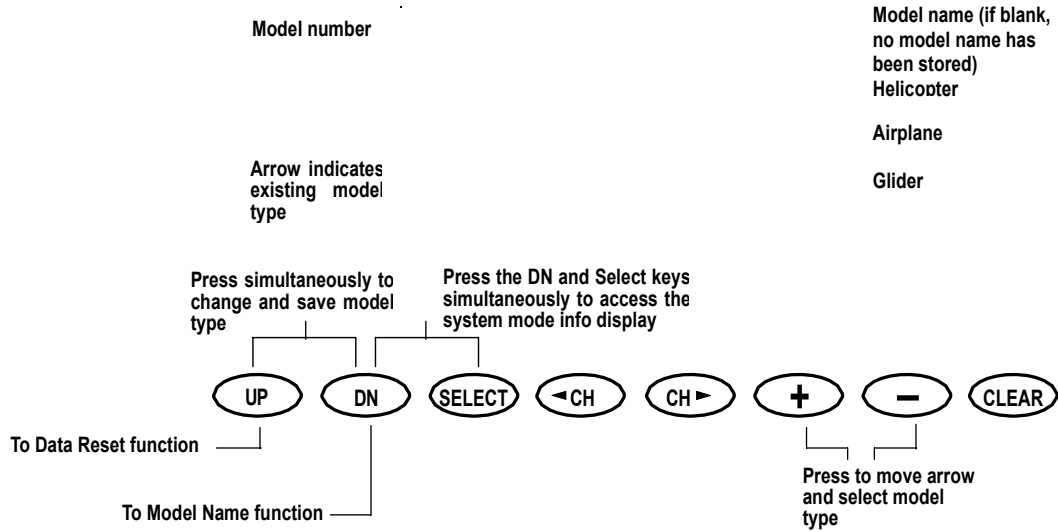 Model number
Model name (if blank,
no model name has
been stored)
Helicopter
Airplane
Arrow indicates
existing model
type
Glider
Press simultaneously to
change and save model
type
Press the DN and Select keys
simultaneously to access the
system mode info display
UP
DN
SELECT
◄CH
CH►
+
−
CLEAR
To Data Reset function
Press to move arrow
and select model
type
To Model Name function